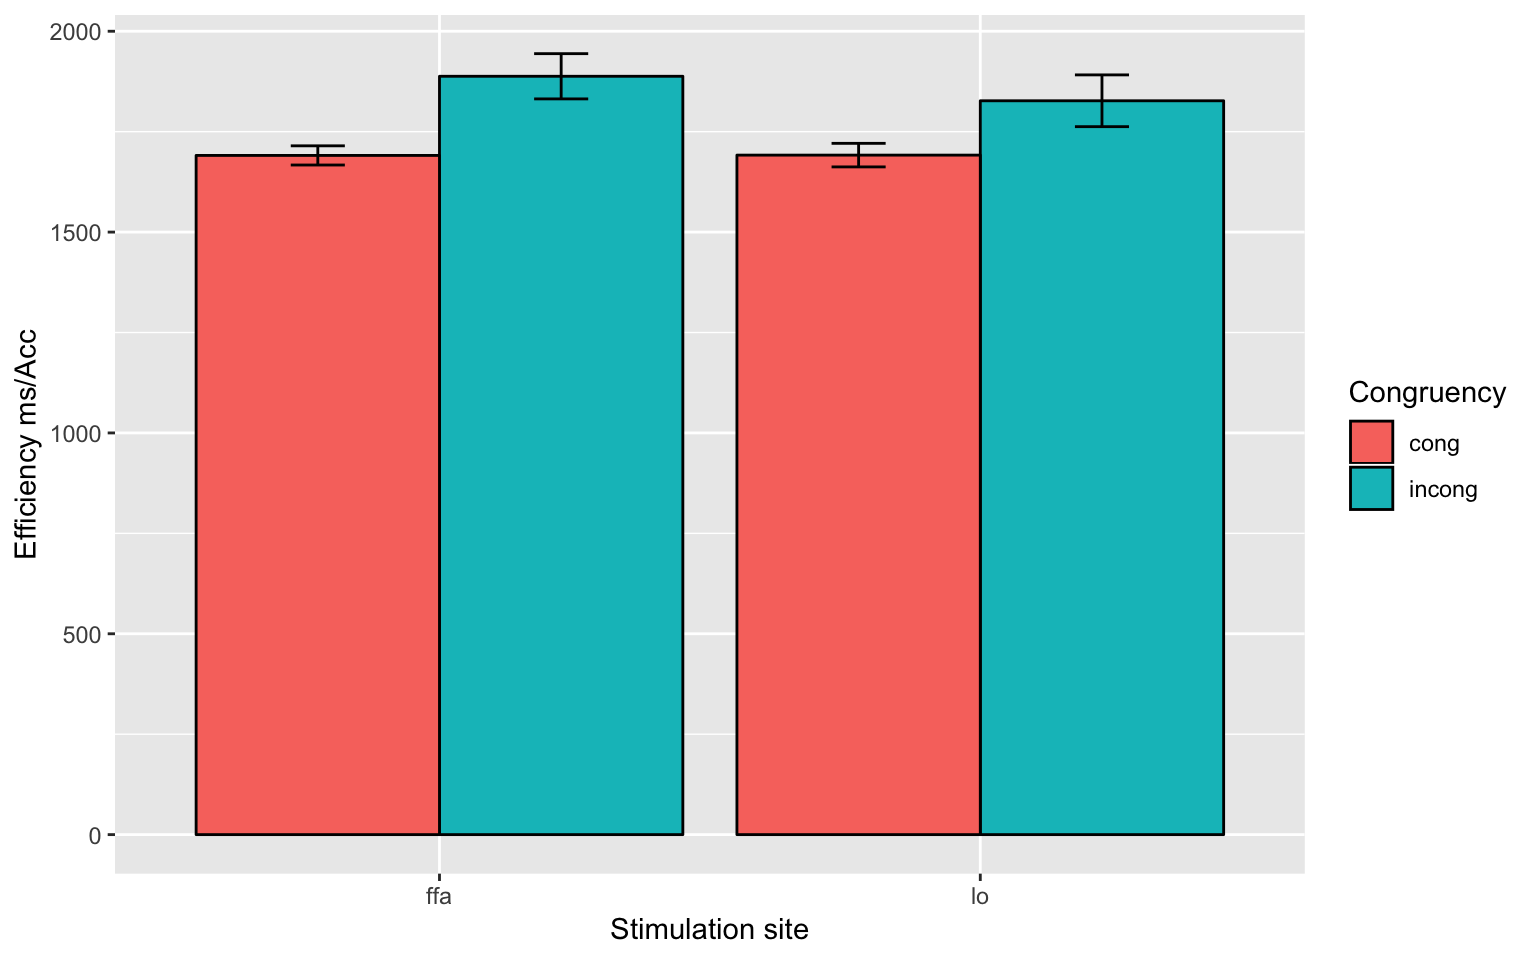 2000
1500
1000
500
0
Efficiency ms/Acc
ffa
lo
Stimulation site
Congruency
cong
incong